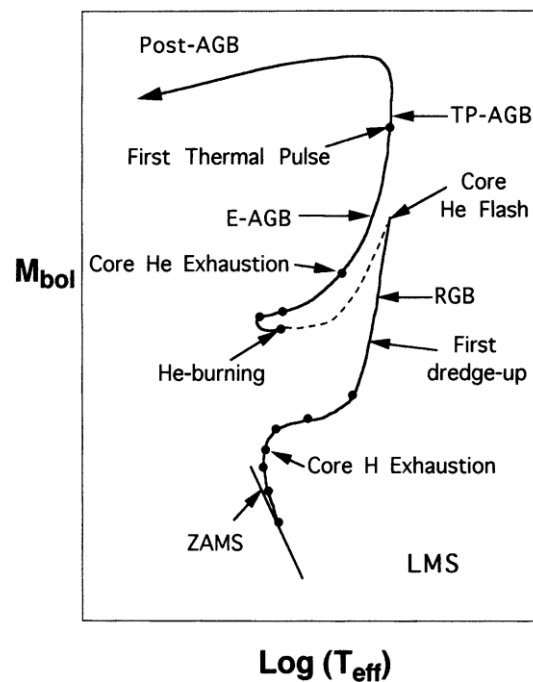 Post-AGB
TP-AGB
First Thermal Pulse
Core
He Flash
E-AGB
Core He Exhaustion
M_bol
RGB
He-burning
First
dredge-up
Core H Exhaustion
ZAMS
LMS
Log (T_eff)